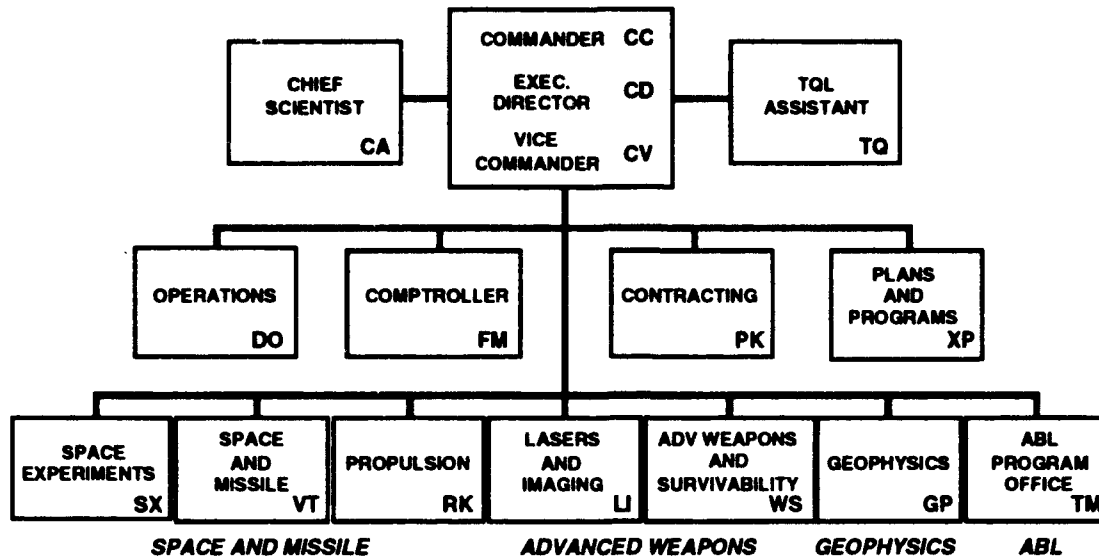 COMMANDER CC
EXEC.
DIRECTOR CD
VICE
COMMANDER CV
CHIEF
SCIENTIST
CA
TQL
ASSISTANT
TQ
OPERATIONS
DO
COMPTROLLER
FM
CONTRACTING
PK
PLANS
AND
PROGRAMS
XP
SPACE
EXPERIMENTS
SX
SPACE
AND
MISSILE
VT
PROPULSION
RK
LASERS
AND
IMAGING
LI
ADV WEAPONS
AND
SURVIVABILITY
WS
GEOPHYSICS
GP
ABL
PROGRAM
OFFICE
TM
SPACE AND MISSILE
ADVANCED WEAPONS
GEOPHYSICS
ABL